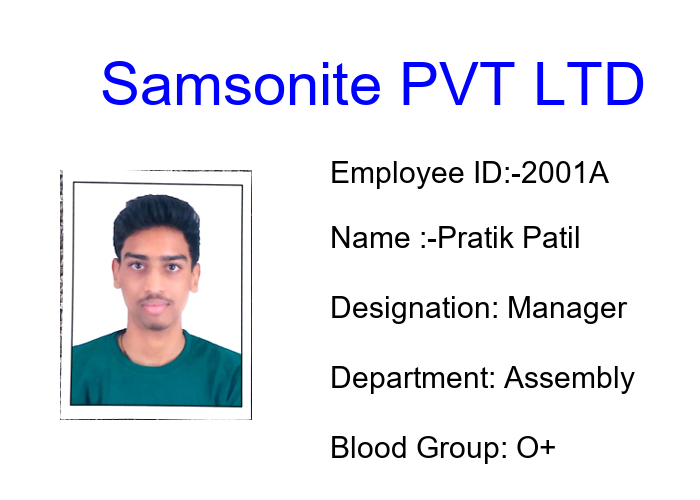 Samsonite PVT LTD
Employee ID:-2001A
Name :-Pratik Patil
Designation: Manager
Department: Assembly
Blood Group: O+